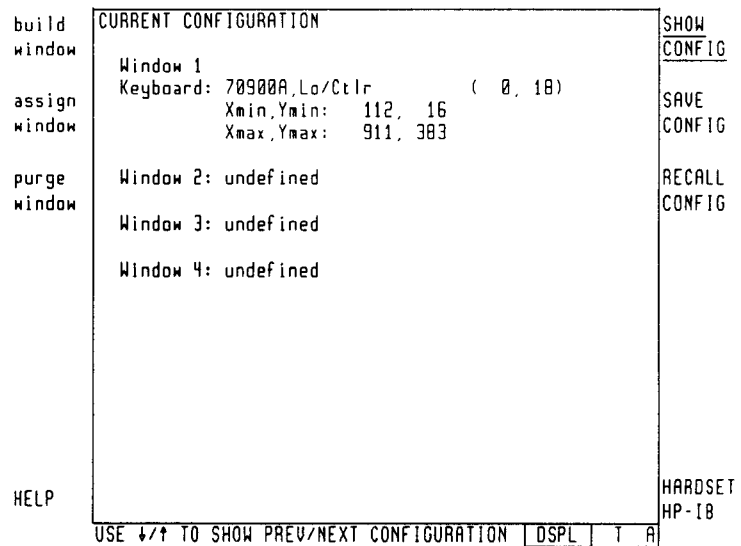 build
window
assign
window
purge
window
HELP
CURRENT CONFIGURATION
Window 1
Keyboard: 70900A,Lo/Ctlr ( 0, 18)
Xmin,Ymin: 112, 16
Xmax,Ymax: 911, 383
Window 2: undefined
Window 3: undefined
Window 4: undefined
USE ↓/↑ TO SHOW PREV/NEXT CONFIGURATION DSPL T A
SHOW
CONFIG
SAVE
CONFIG
RECALL
CONFIG
HARDSET
HP-IB